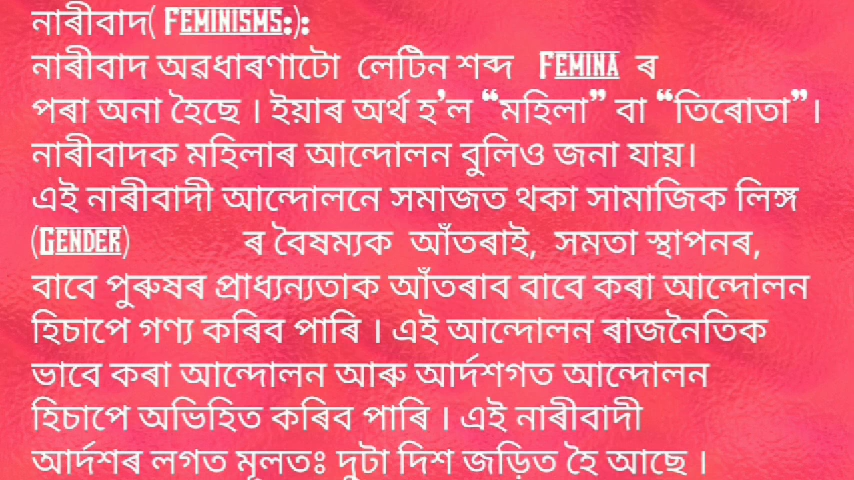 নাৰীবাদ( FEMINISMS:):
নাৰীবাদ অৱধাৰণাটো লেটিন শব্দ FEMINA ৰ
পৰা অনা হৈছে । ইয়াৰ অৰ্থ হ’ল “মহিলা” বা “তিৰোতা”।
নাৰীবাদক মহিলাৰ আন্দোলন বুলিও জনা যায়।
এই নাৰীবাদী আন্দোলনে সমাজত থকা সামাজিক লিঙ্গ
(GENDER) ৰ বৈষম্যক আঁতৰাই, সমতা স্থাপনৰ,
বাবে পুৰুষৰ প্ৰাধ্যন্যতাক আঁতৰাব বাবে কৰা আন্দোলন
হিচাপে গণ্য কৰিব পাৰি । এই আন্দোলন ৰাজনৈতিক
ভাবে কৰা আন্দোলন আৰু আৰ্দশগত আন্দোলন
হিচাপে অভিহিত কৰিব পাৰি । এই নাৰীবাদী
আৰ্দশৰ লগত মূলতঃ দুটা দিশ জড়িত হৈ আছে ।